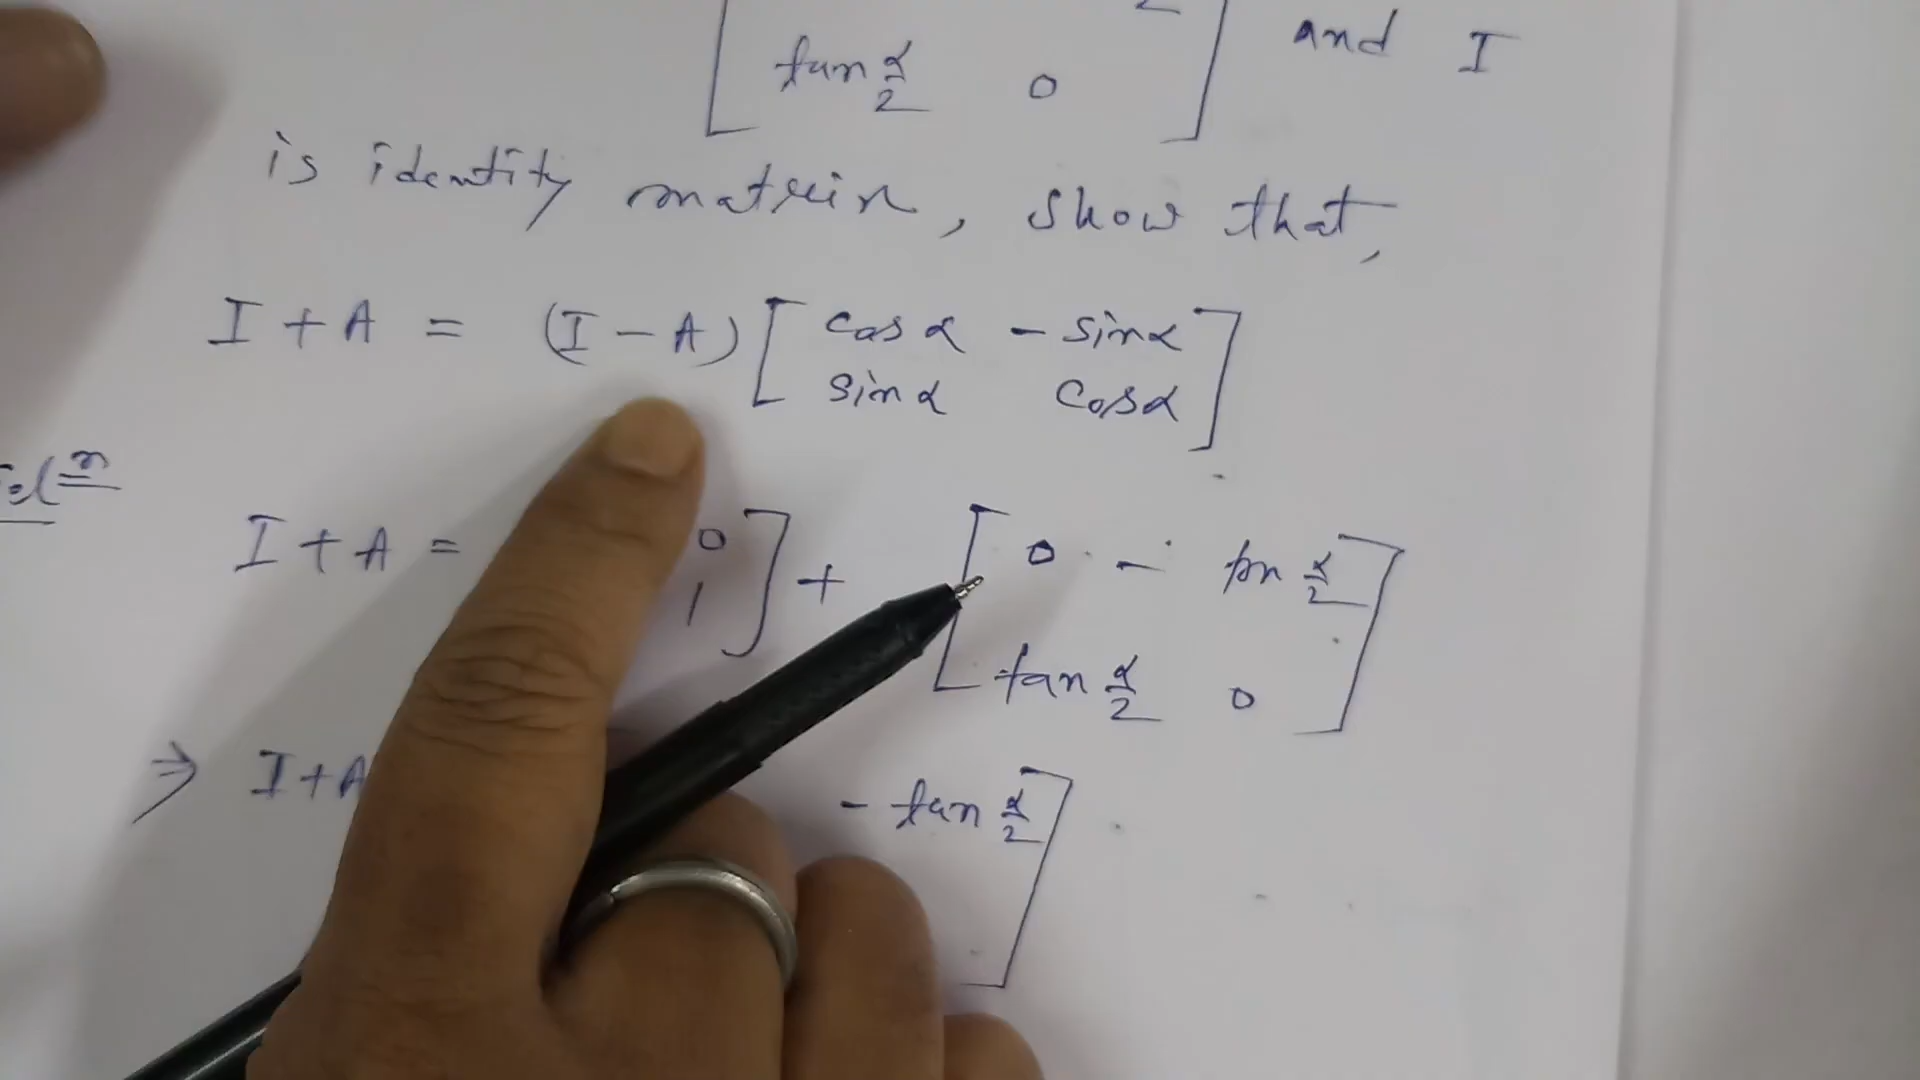 tan α/2 0 ] and I
is identity matrix, show that,
I + A = (I - A) [ cos α - sin α
sin α cos α ]
Sol n
I + A = 0 ] + [ 0 - tan α/2 ]
1 tan α/2 0
⇒ I + A - tan α/2 ]